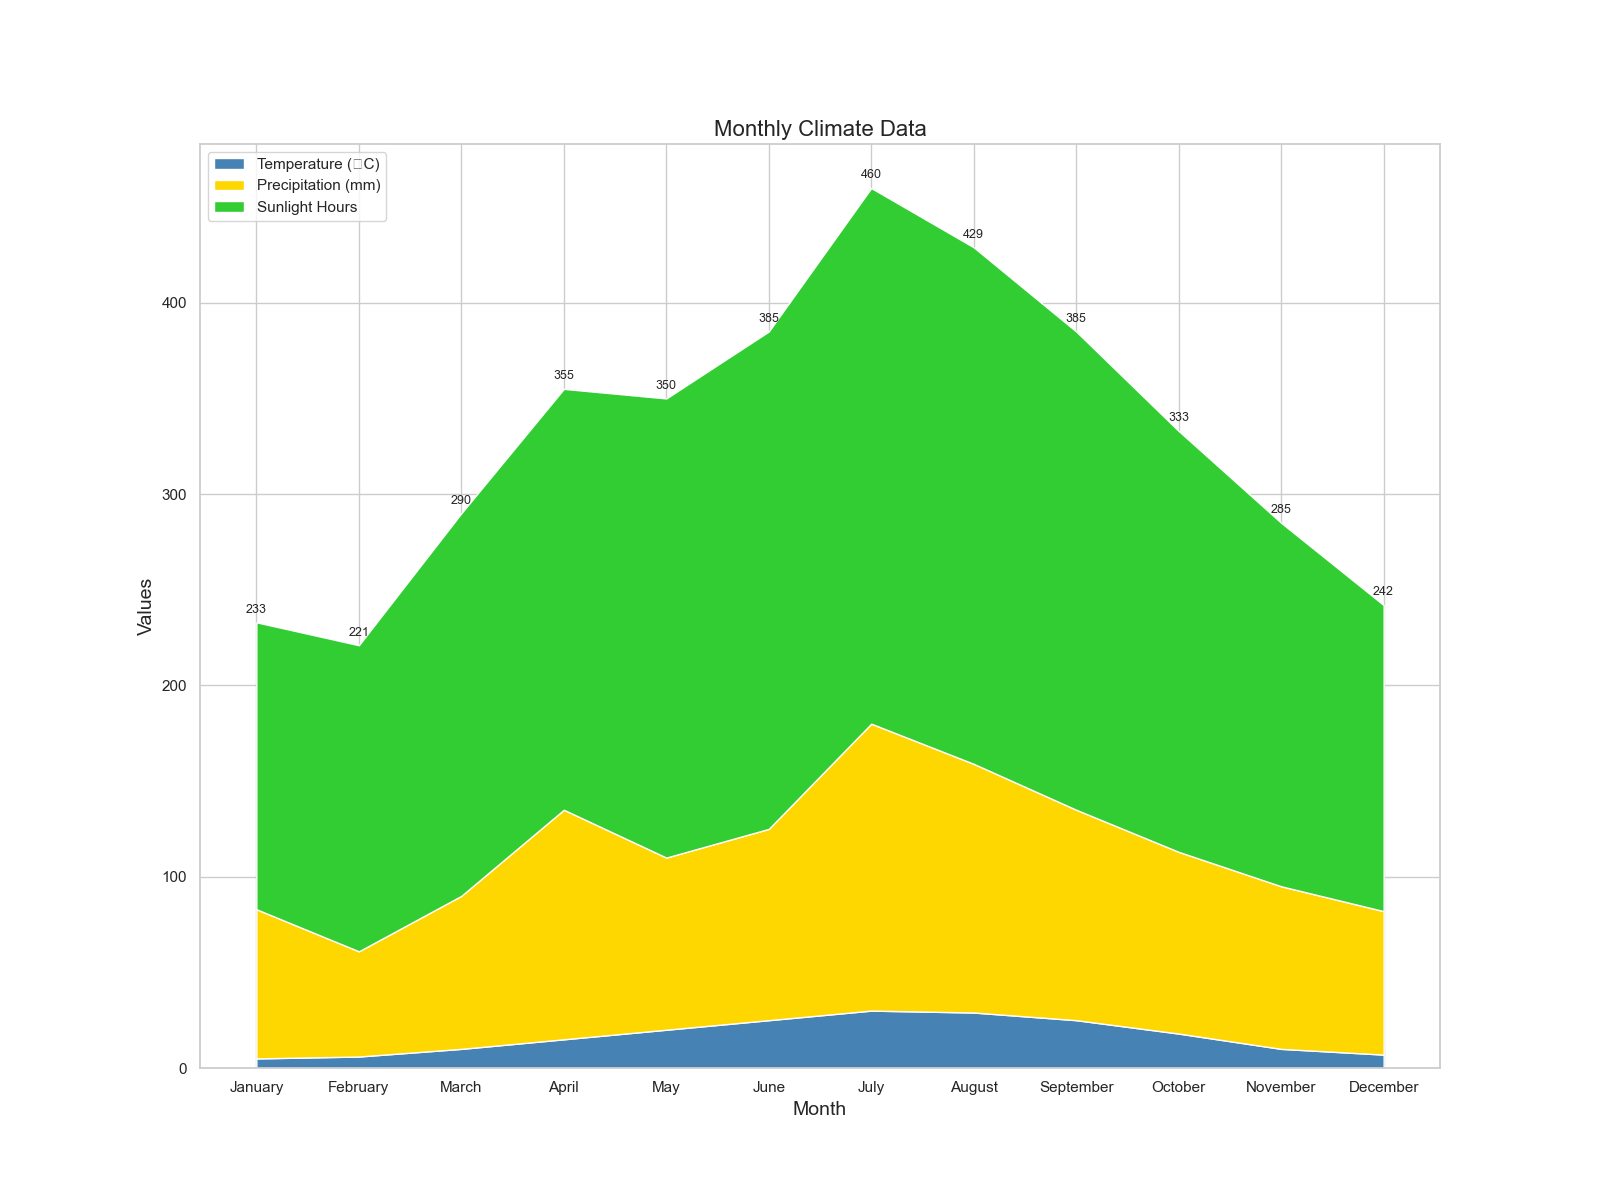 Monthly Climate Data
Temperature (□C)
Precipitation (mm)
Sunlight Hours
460
429
400
385
385
355
350
333
300
290
285
242
233
221
200
100
0
Values
January
February
March
April
May
June
July
August
September
October
November
December
Month